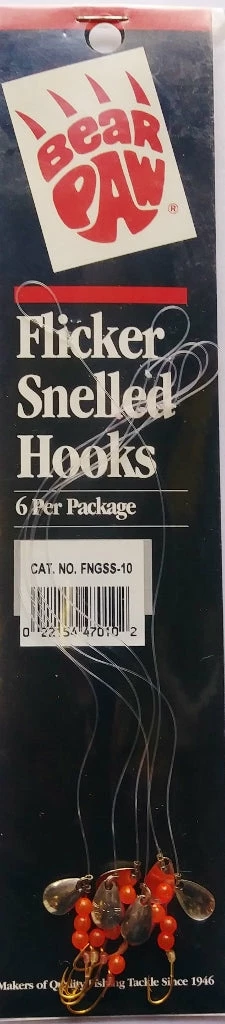 Bear
Paw
®
Flicker
Snelled
Hooks
6 Per Package
CAT. NO. FNGSS-10
0 22154 47010 2
Makers of Quality Fishing Tackle Since 1946